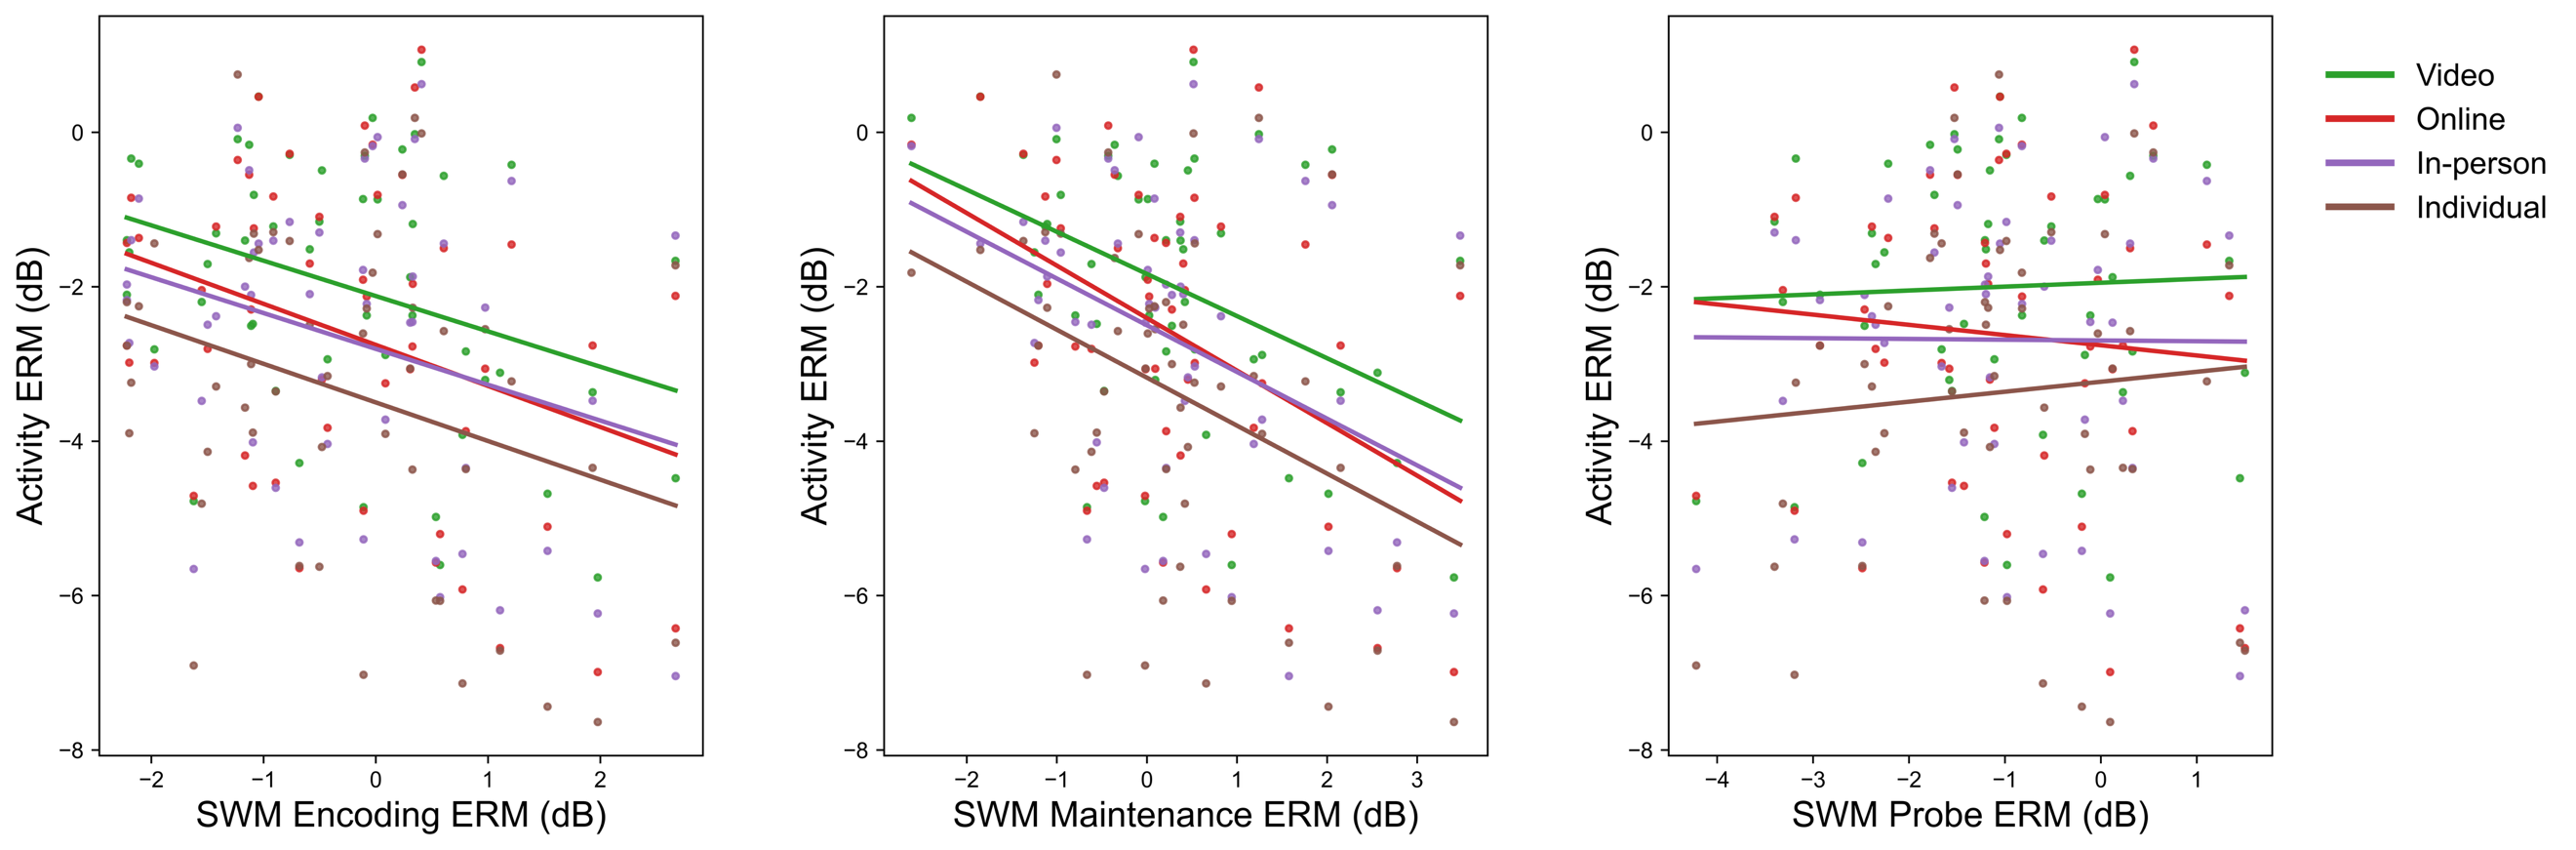 Activity ERM (dB)
0
−2
−4
−6
−8
−2 −1 0 1 2
SWM Encoding ERM (dB)
Activity ERM (dB)
0
−2
−4
−6
−8
−2 −1 0 1 2 3
SWM Maintenance ERM (dB)
Activity ERM (dB)
0
−2
−4
−6
−8
−4 −3 −2 −1 0 1
SWM Probe ERM (dB)
Video
Online
In-person
Individual